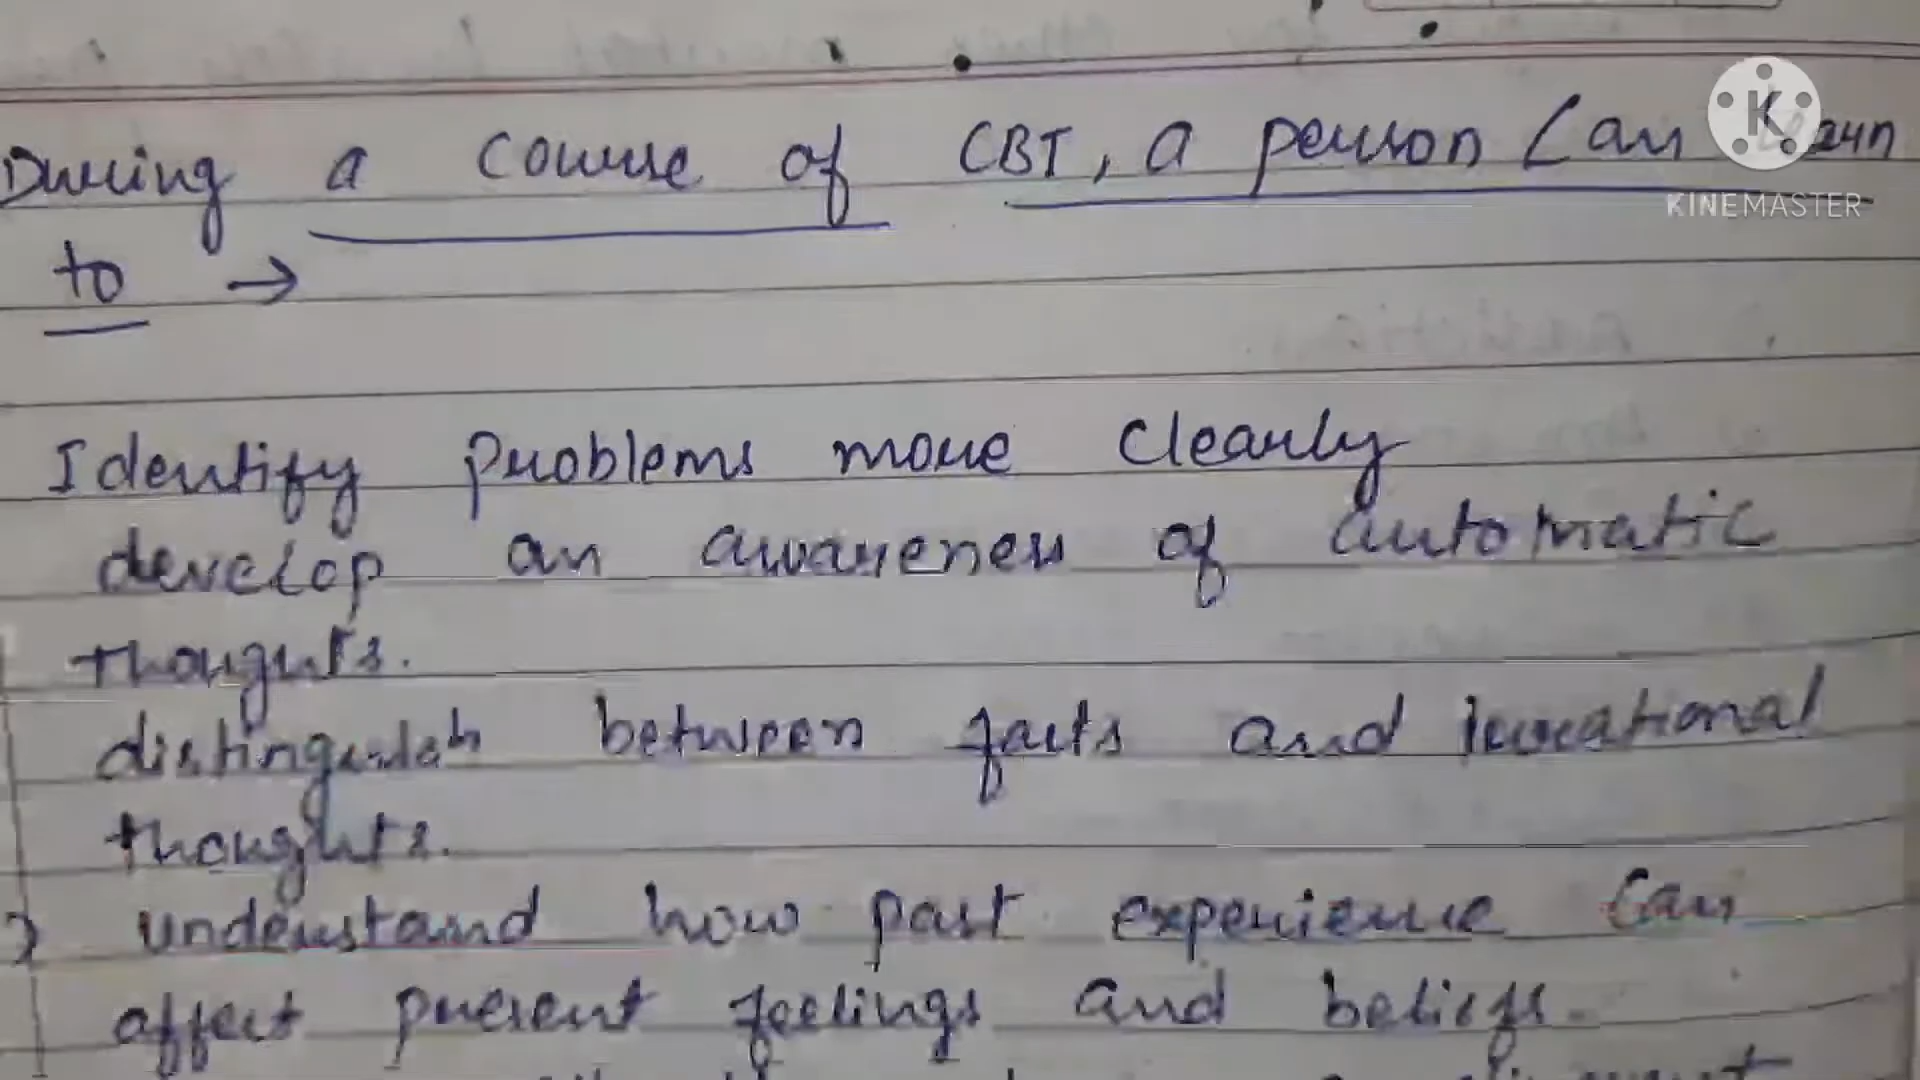 During a course of CBT, a person Can Learn
to →
Identify problems more Clearly
develop an awareness of automatic
thoughts.
distinguish between facts and irrational
thoughts.
understand how past experience Can
affect present feelings and beliefs.
K
KINEMASTER